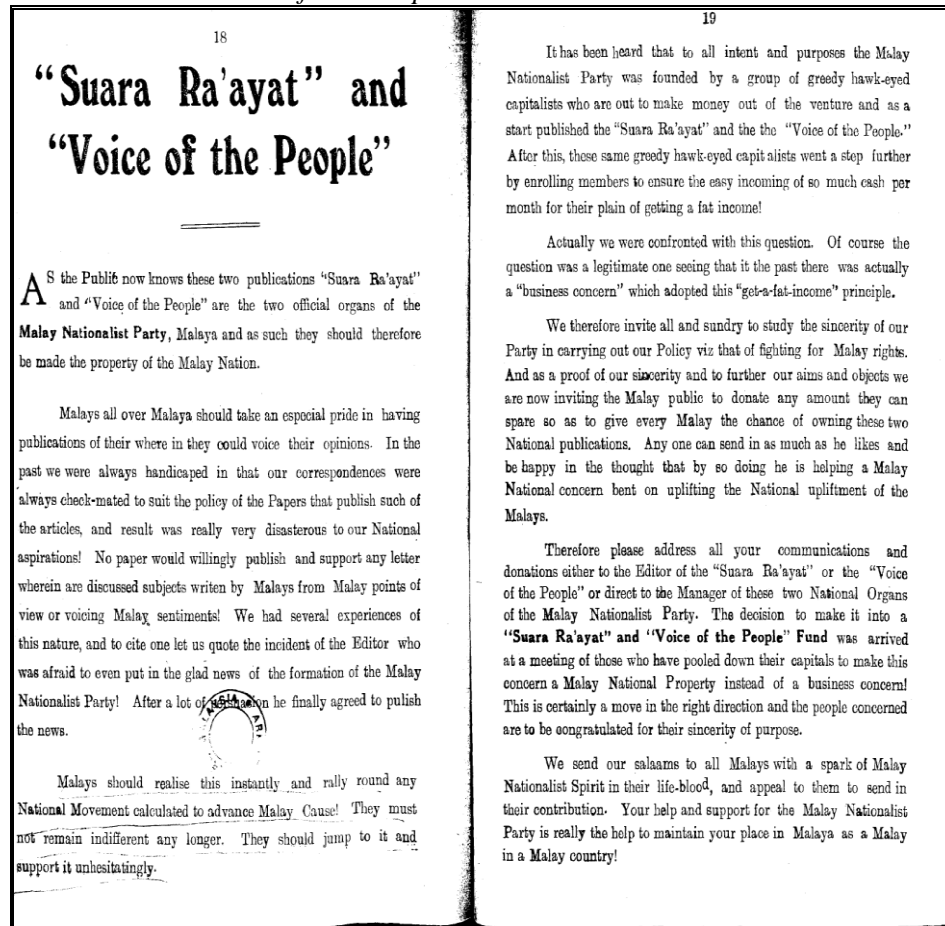 18
“Suara Ra’ayat” and
“Voice of the People”
AS the Public now knows these two publications “Suara Ra’ayat”
and “Voice of the People” are the two official organs of the
Malay Nationalist Party, Malaya and as such they should therefore
be made the property of the Malay Nation.
Malays all over Malaya should take an especial pride in having
publications of their where in they could voice their opinions. In the
past we were always handicaped in that our correspondences were
always check-mated to suit the policy of the Papers that publish such of
the articles, and result was really very disasterous to our National
aspirations! No paper would willingly publish and support any letter
wherein are discussed subjects writen by Malays from Malay points of
view or voicing Malay sentiments! We had several experiences of
this nature, and to cite one let us quote the incident of the Editor who
was afraid to even put in the glad news of the formation of the Malay
Nationalist Party! After a lot of he finally agreed to pulish
the news.
Malays should realise this instantly and rally round any
National Movement calculated to advance Malay Cause! They must
not remain indifferent any longer. They should jump to it and
support it unhesitatingly.
19
It has been heard that to all intent and purposes the Malay
Nationalist Party was founded by a group of greedy hawk-eyed
capitalists who are out to make money out of the venture and as a
start published the “Suara Ra’ayat” and the the “Voice of the People.”
After this, these same greedy hawk-eyed capit alists went a step further
by enrolling members to ensure the easy incoming of so much cash per
month for their plain of getting a fat income!
Actually we were confronted with this question. Of course the
question was a legitimate one seeing that it the past there was actually
a “business concern” which adopted this “get-a-fat-income” principle.
We therefore invite all and sundry to study the sincerity of our
Party in carrying out our Policy viz that of fighting for Malay rights.
And as a proof of our sincerity and to further our aims and objects we
are now inviting the Malay public to donate any amount they can
spare so as to give every Malay the chance of owning these two
National publications. Any one can send in as much as he likes and
be happy in the thought that by so doing he is helping a Malay
National concern bent on uplifting the National upliftment of the
Malays.
Therefore please address all your communications and
donations either to the Editor of the “Suara Ra’ayat” or the “Voice
of the People” or direct to the Manager of these two National Organs
of the Malay Nationalist Party. The decision to make it into a
“Suara Ra’ayat” and “Voice of the People” Fund was arrived
at a meeting of those who have pooled down their capitals to make this
concern a Malay National Property instead of a business concern!
This is certainly a move in the right direction and the people concerned
are to be congratulated for their sincerity of purpose.
We send our salaams to all Malays with a spark of Malay
Nationalist Spirit in their life-blood, and appeal to them to send in
their contribution. Your help and support for the Malay Nationalist
Party is really the help to maintain your place in Malaya as a Malay
in a Malay country!